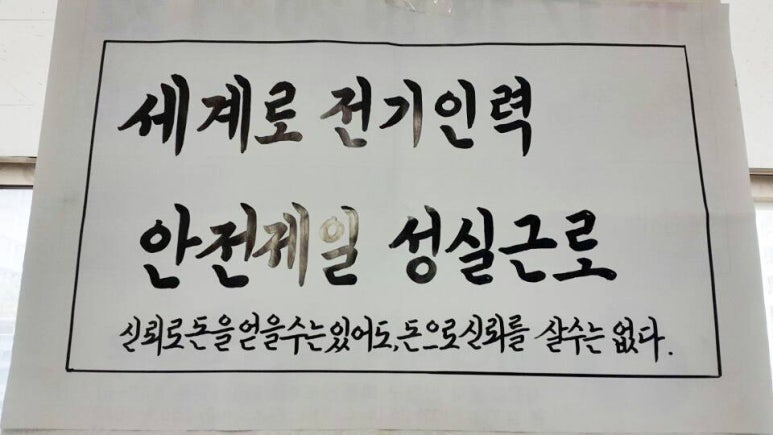 세계로 전기인력
안전제일 성실근로
신뢰로돈을얻을수는있어도,돈으로신뢰를 살수는없다.